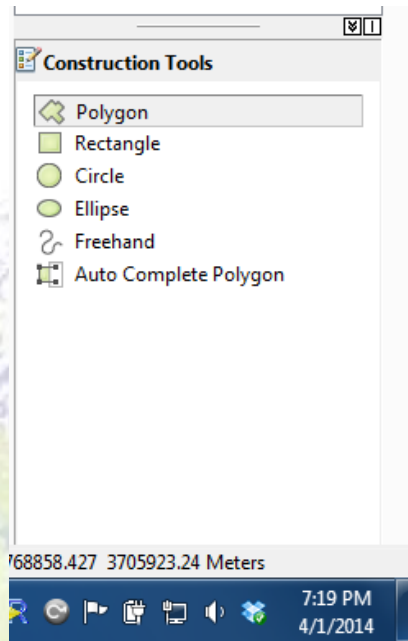 Construction Tools
Polygon
Rectangle
Circle
Ellipse
Freehand
Auto Complete Polygon
768858.427 3705923.24 Meters
7:19 PM
4/1/2014